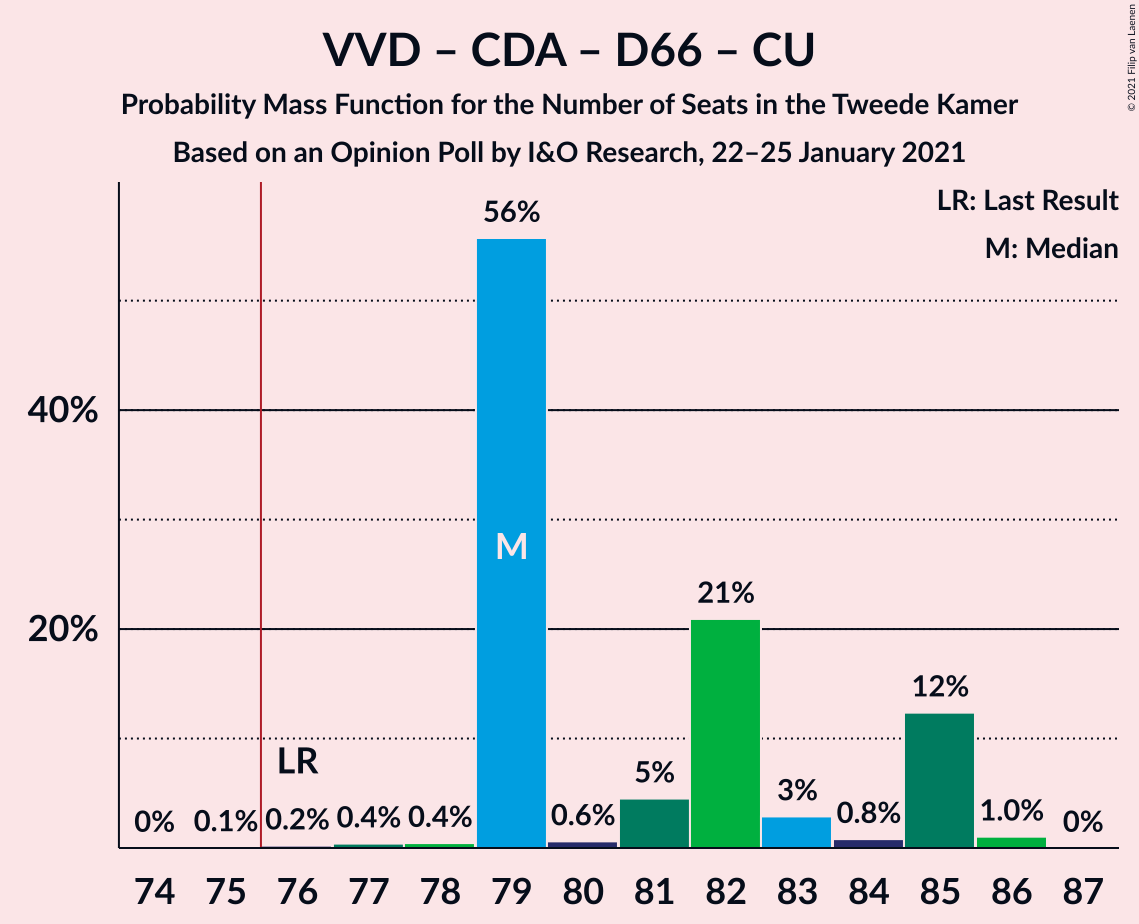 VVD – CDA – D66 – CU
Probability Mass Function for the Number of Seats in the Tweede Kamer
Based on an Opinion Poll by I&O Research, 22–25 January 2021
© 2021 Filip van Laenen
LR: Last Result
M: Median
56%
40%
M
21%
20%
12%
LR
5%
3%
0% 0.1% 0.2% 0.4% 0.4% 0.6% 0.8% 1.0% 0%
74 75 76 77 78 79 80 81 82 83 84 85 86 87